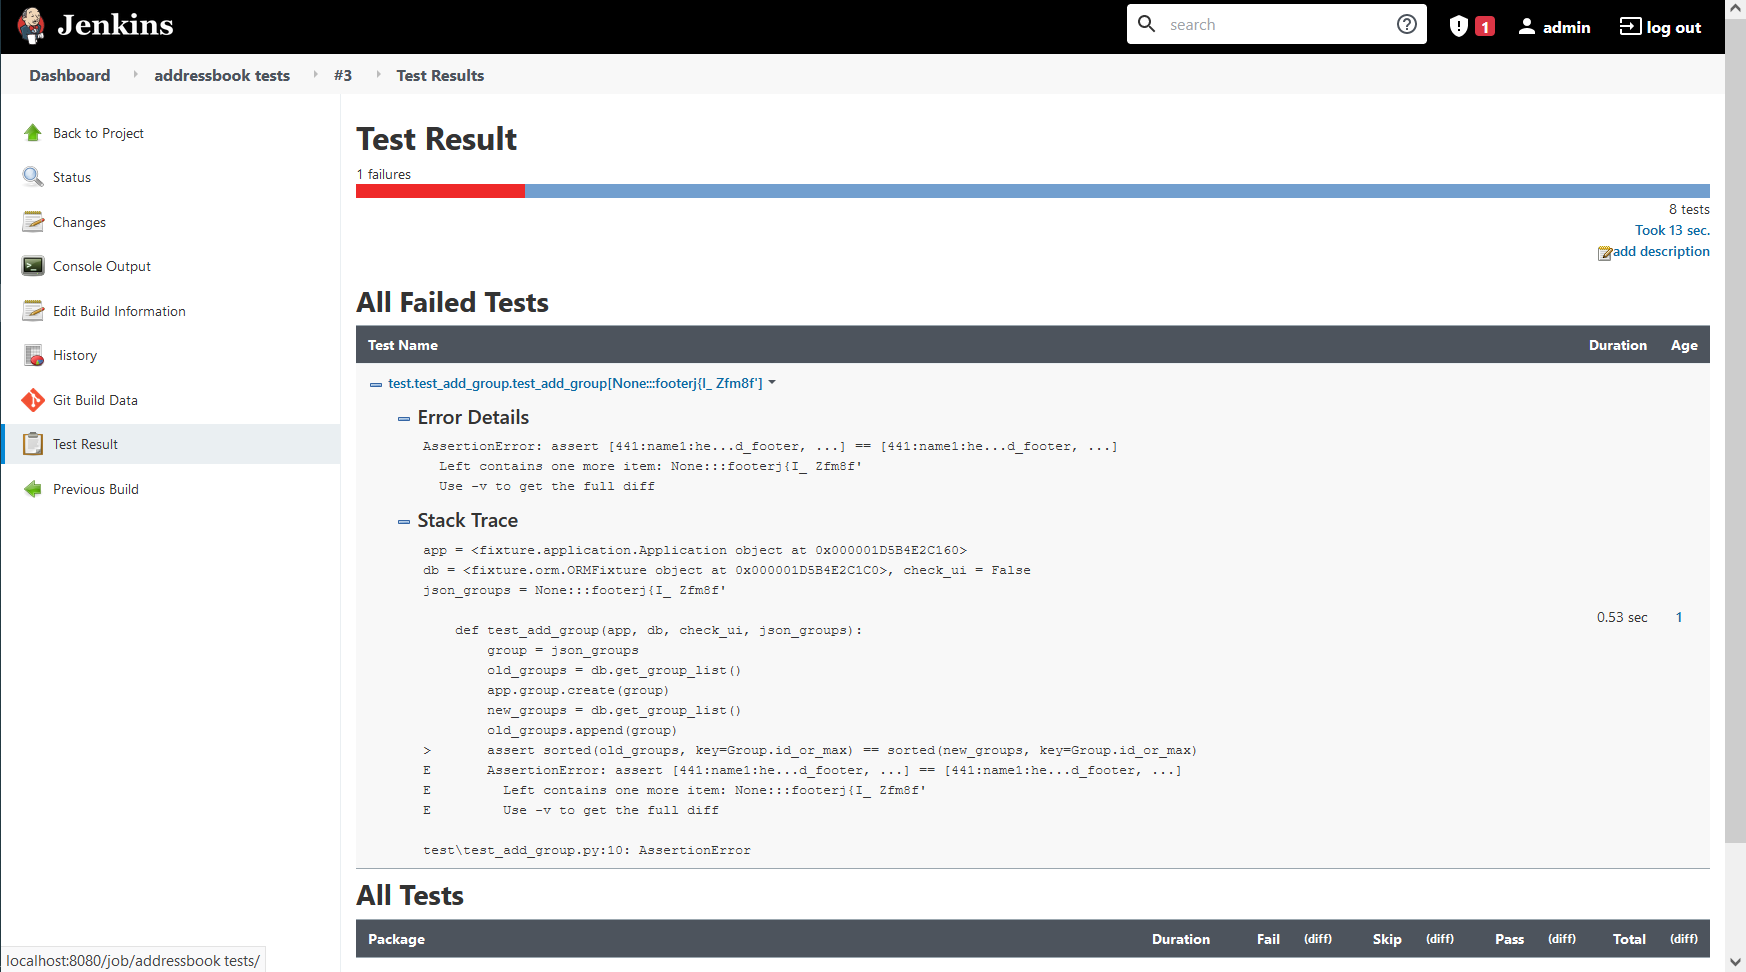 Jenkins
search
1
admin
log out
Dashboard
addressbook tests
#3
Test Results
Back to Project
Status
Changes
Console Output
Edit Build Information
History
Git Build Data
Test Result
Previous Build
Test Result
1 failures
8 tests
Took 13 sec.
add description
All Failed Tests
Test Name Duration Age
test.test_add_group.test_add_group[None:::footerj{I_ Zfm8f']
Error Details
AssertionError: assert [441:name1:he...d_footer, ...] == [441:name1:he...d_footer, ...]
Left contains one more item: None:::footerj{I_ Zfm8f'
Use -v to get the full diff
Stack Trace
app = <fixture.application.Application object at 0x000001D5B4E2C160>
db = <fixture.orm.ORMFixture object at 0x000001D5B4E2C1C0>, check_ui = False
json_groups = None:::footerj{I_ Zfm8f'
0.53 sec 1
def test_add_group(app, db, check_ui, json_groups):
group = json_groups
old_groups = db.get_group_list()
app.group.create(group)
new_groups = db.get_group_list()
old_groups.append(group)
> assert sorted(old_groups, key=Group.id_or_max) == sorted(new_groups, key=Group.id_or_max)
E AssertionError: assert [441:name1:he...d_footer, ...] == [441:name1:he...d_footer, ...]
E Left contains one more item: None:::footerj{I_ Zfm8f'
E Use -v to get the full diff
test\test_add_group.py:10: AssertionError
All Tests
Package Duration Fail (diff) Skip (diff) Pass (diff) Total (diff)
localhost:8080/job/addressbook tests/